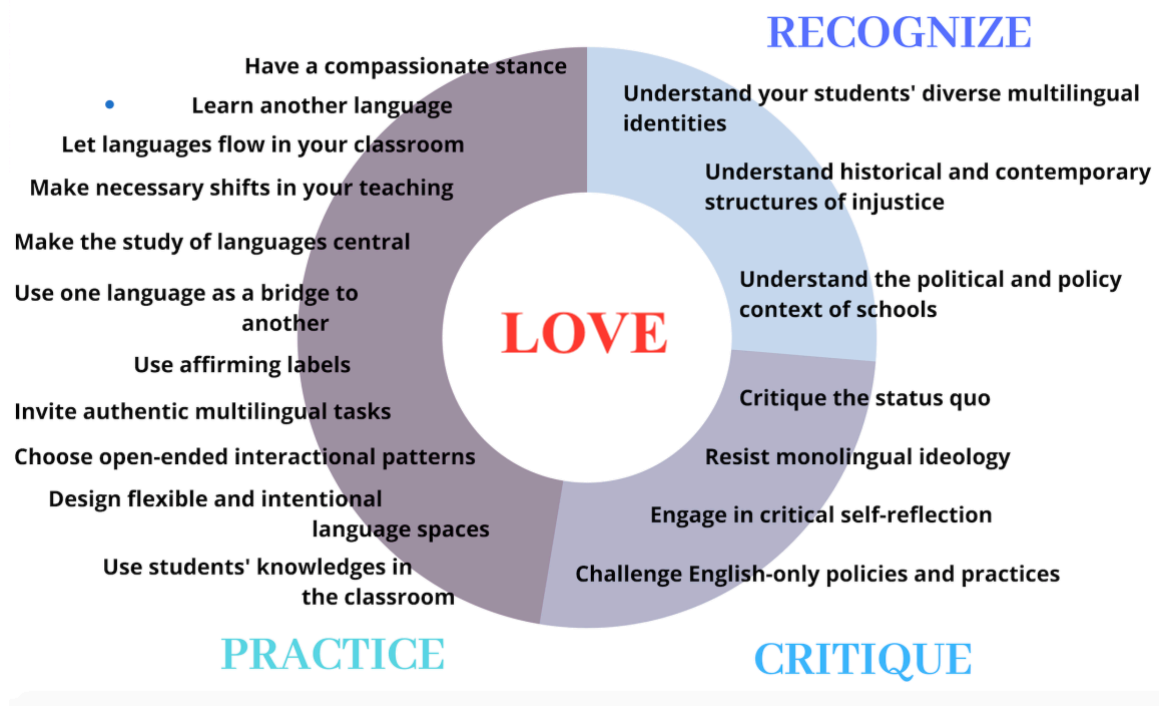 RECOGNIZE
Understand your students' diverse multilingual
identities
Understand historical and contemporary
structures of injustice
Understand the political and policy
context of schools
Critique the status quo
Resist monolingual ideology
Engage in critical self-reflection
Challenge English-only policies and practices
CRITIQUE
LOVE
Have a compassionate stance
• Learn another language
Let languages flow in your classroom
Make necessary shifts in your teaching
Make the study of languages central
Use one language as a bridge to
another
Use affirming labels
Invite authentic multilingual tasks
Choose open-ended interactional patterns
Design flexible and intentional
language spaces
Use students' knowledges in
the classroom
PRACTICE